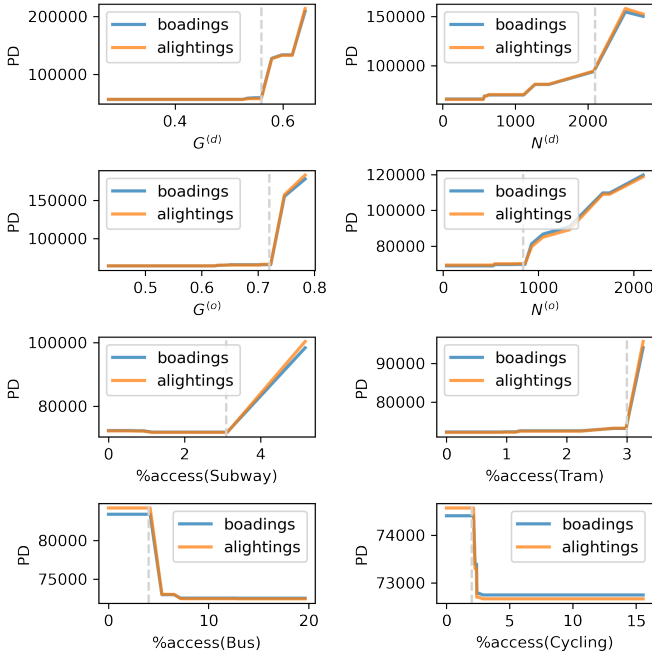 200000
100000
PD
boadings
alightings
0.4 0.6
G^(d)
150000
100000
PD
boadings
alightings
0 1000 2000
N^(d)
150000
100000
PD
boadings
alightings
0.5 0.6 0.7 0.8
G^(o)
120000
100000
80000
PD
boadings
alightings
0 1000 2000
N^(o)
100000
80000
PD
boadings
alightings
0 2 4
%access(Subway)
90000
80000
PD
boadings
alightings
0 1 2 3
%access(Tram)
80000
75000
PD
boadings
alightings
0 10 20
%access(Bus)
74000
73000
PD
boadings
alightings
0 5 10 15
%access(Cycling)